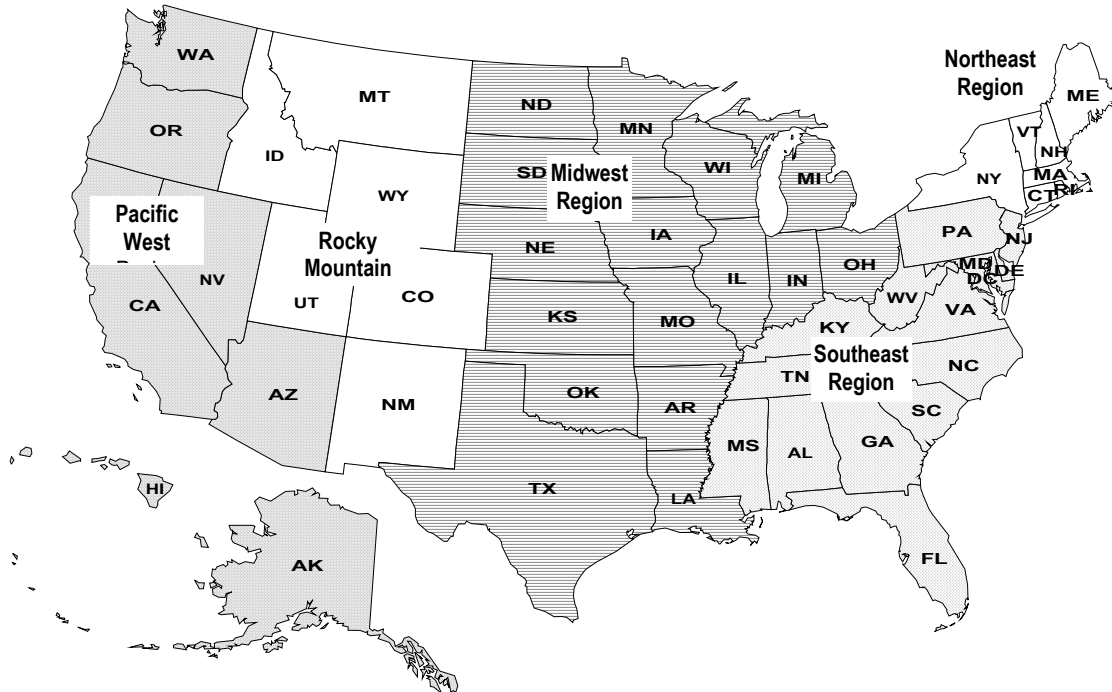 Northeast
Region
WA
MT
ND
MN
ME
OR
ID
VT
NH
WI
SD
Midwest
Region
MI
NY
MA
RI
CT
WY
Pacific
West
Rocky
Mountain
IA
PA
NJ
NE
NV
UT
CO
IL
IN
OH
MD
DE
DC
CA
WV
VA
KS
MO
KY
Southeast
Region
NC
TN
AZ
NM
OK
AR
SC
MS
AL
GA
HI
TX
LA
AK
FL